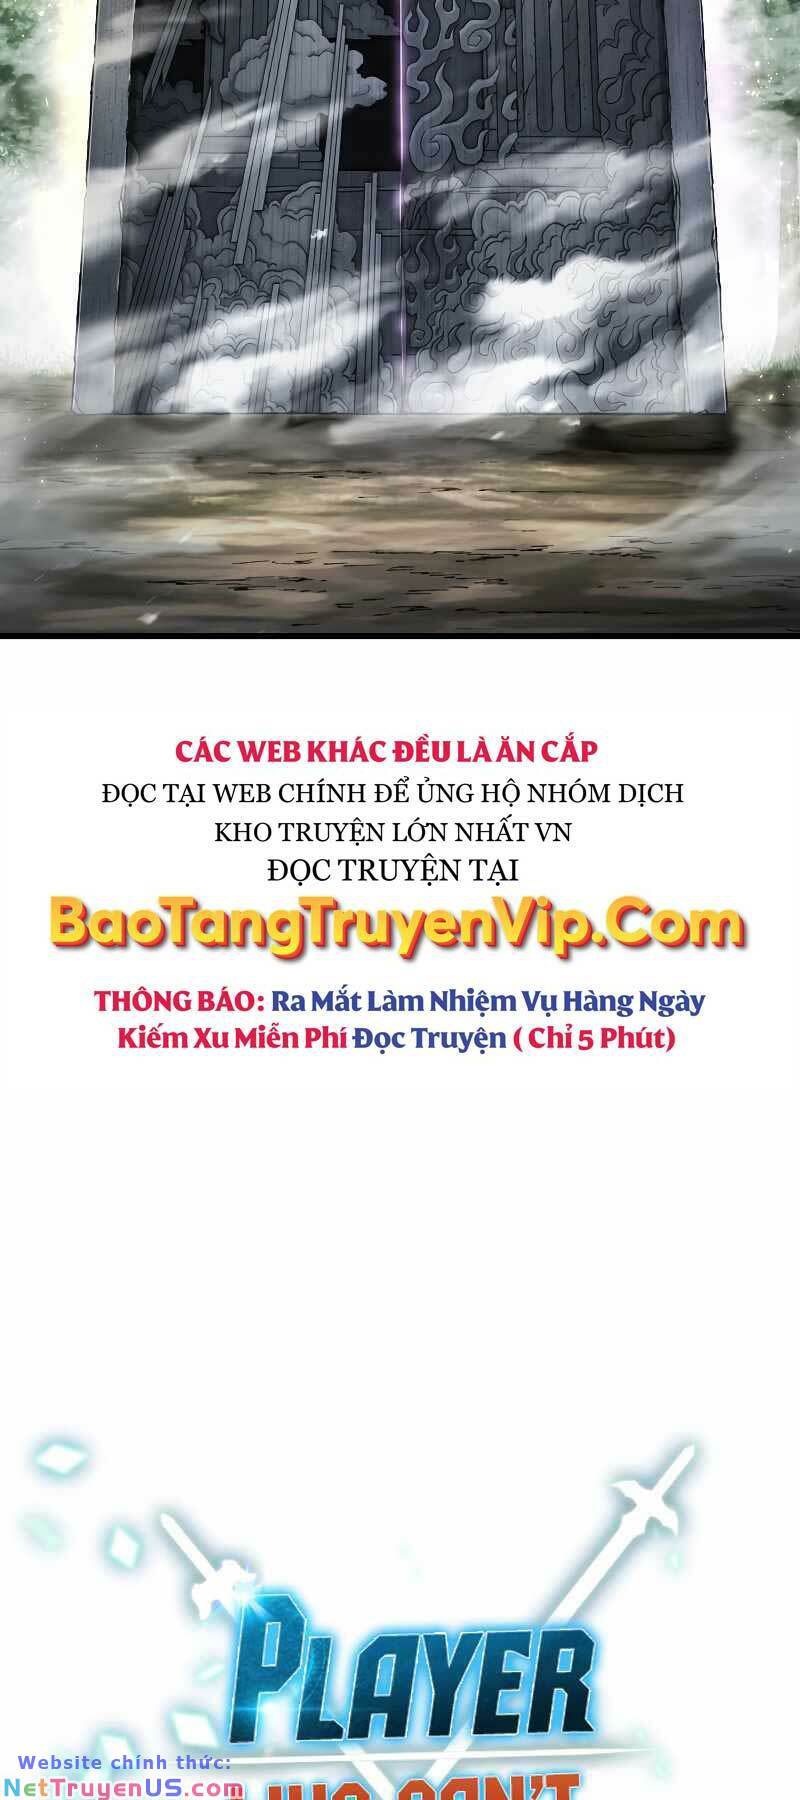 CÁC WEB KHÁC ĐỀU LÀ ĂN CẮP
ĐỌC TẠI WEB CHÍNH ĐỂ ỦNG HỘ NHÓM DỊCH
KHO TRUYỆN LỚN NHẤT VN
ĐỌC TRUYỆN TẠI
BaoTangTruyenVip.Com
THÔNG BÁO: Ra Mắt Làm Nhiệm Vụ Hàng Ngày
Kiếm Xu Miễn Phí Đọc Truyện ( Chỉ 5 Phút)
PLAYER
WHO CAN'T
Website chính thức:
NetTruyenUS.com